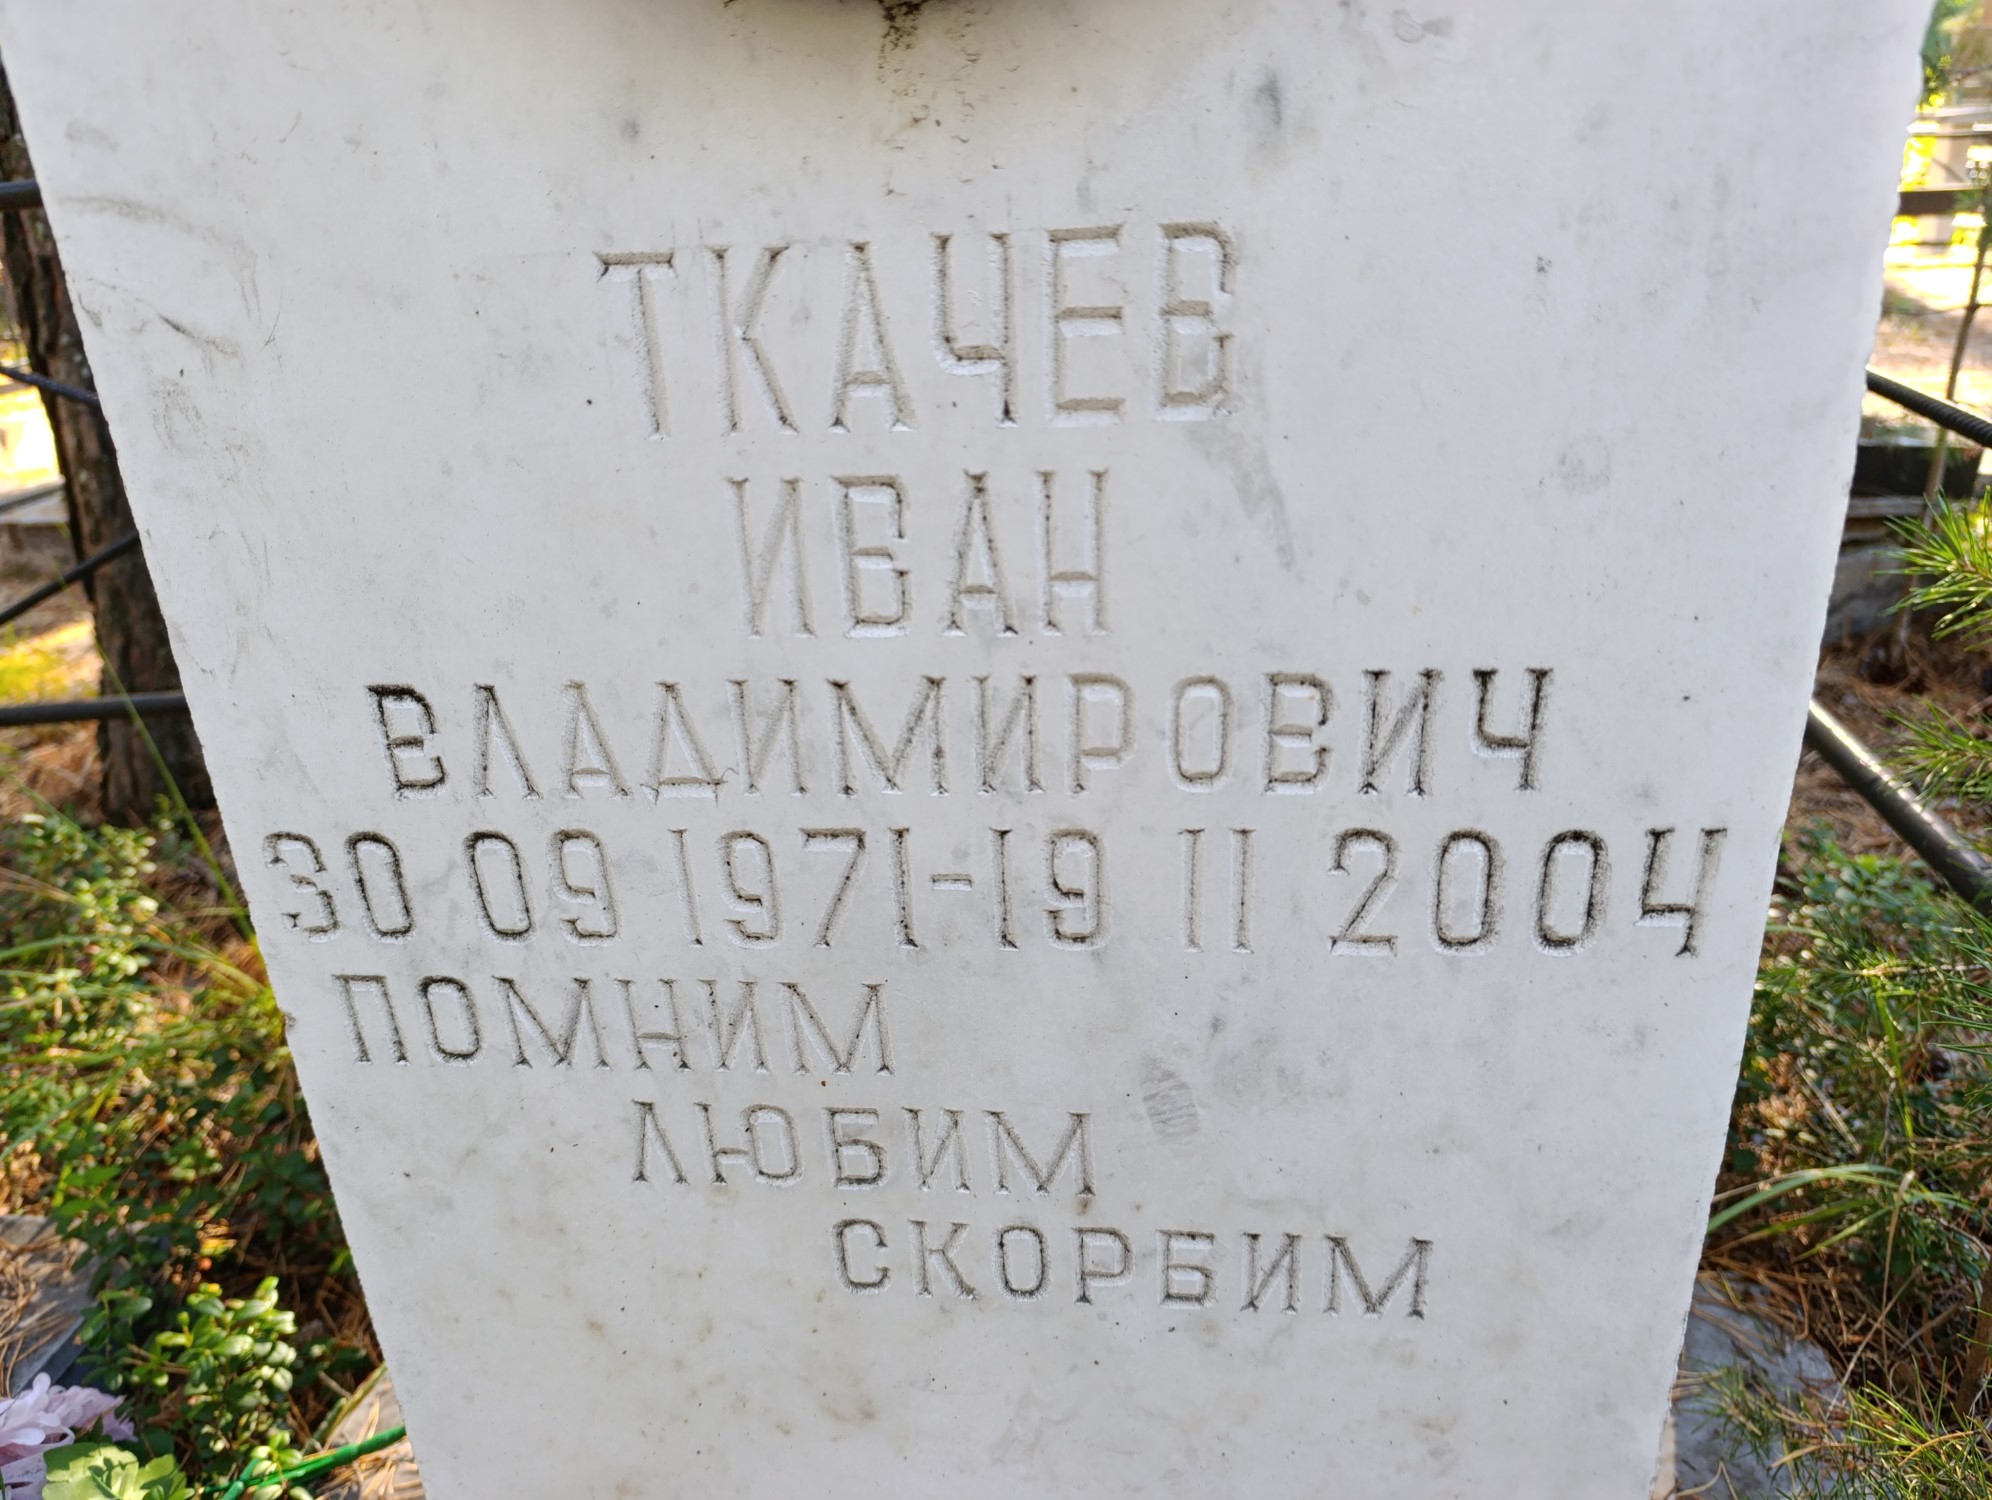 ТКАЧЕВ
ИВАН
ВЛАДИМИРОВИЧ
30 09 1971-19 11 2004
ПОМНИМ
ЛЮБИМ
СКОРБИМ